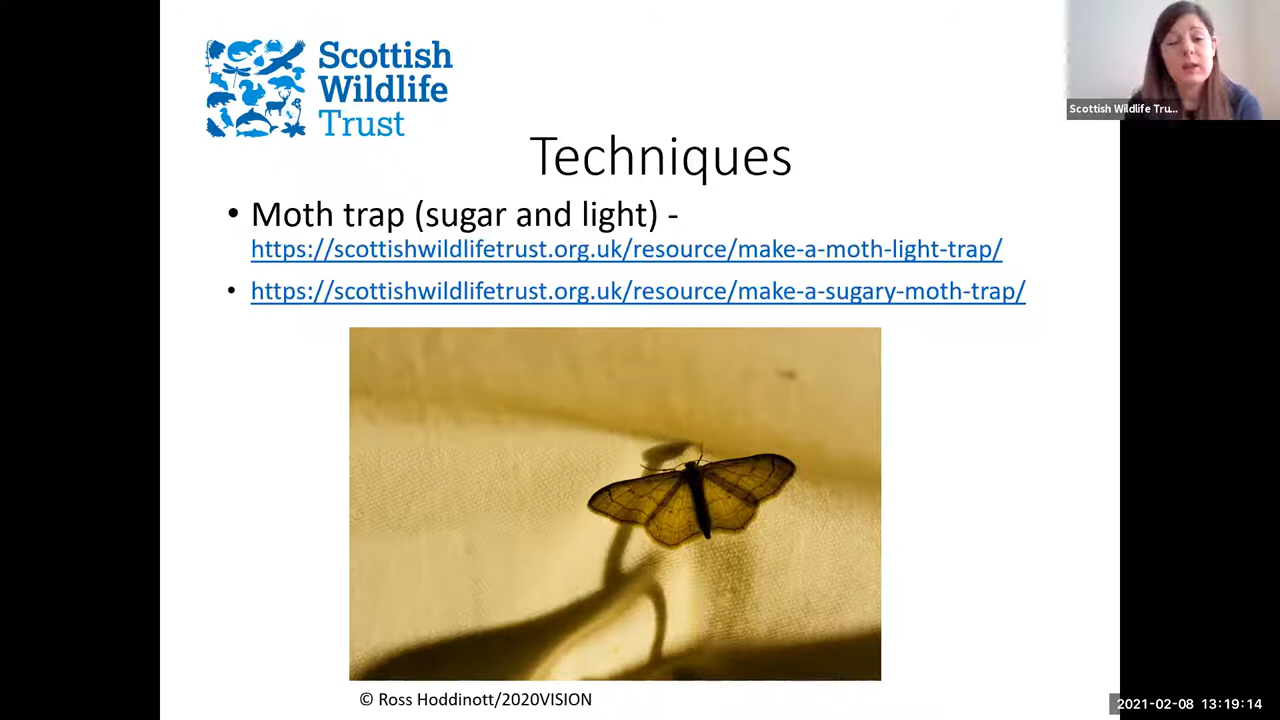 Scottish
Wildlife
Trust
Scottish Wildlife Tru...
Techniques
• Moth trap (sugar and light) -
https://scottishwildlifetrust.org.uk/resource/make-a-moth-light-trap/
• https://scottishwildlifetrust.org.uk/resource/make-a-sugary-moth-trap/
© Ross Hoddinott/2020VISION
2021-02-08 13:19:14